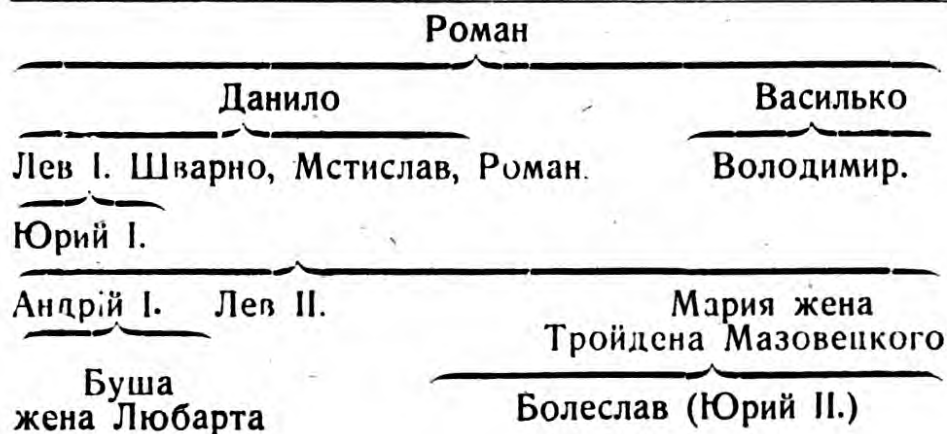 Роман
Данило Василько
Лев I. Шварно, Мстислав, Роман. Володимир.
Юрий I.
Андрій I. Лев II. Мария жена
Тройдена Мазовецкого
Буша
жена Любарта Болеслав (Юрий II.)